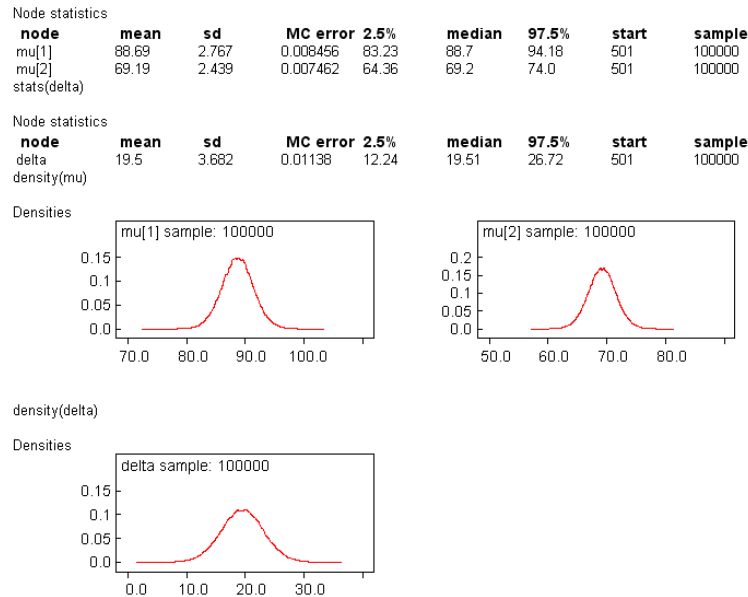 Node statistics
node mean sd MC error 2.5% median 97.5% start sample
mu[1] 88.69 2.767 0.008456 83.23 88.7 94.18 501 100000
mu[2] 69.19 2.439 0.007462 64.36 69.2 74.0 501 100000
stats(delta)
Node statistics
node mean sd MC error 2.5% median 97.5% start sample
delta 19.5 3.682 0.01138 12.24 19.51 26.72 501 100000
density(mu)
Densities
mu[1] sample: 100000
0.15
0.1
0.05
0.0
70.0 80.0 90.0 100.0
mu[2] sample: 100000
0.2
0.15
0.1
0.05
0.0
50.0 60.0 70.0 80.0
density(delta)
Densities
delta sample: 100000
0.15
0.1
0.05
0.0
0.0 10.0 20.0 30.0